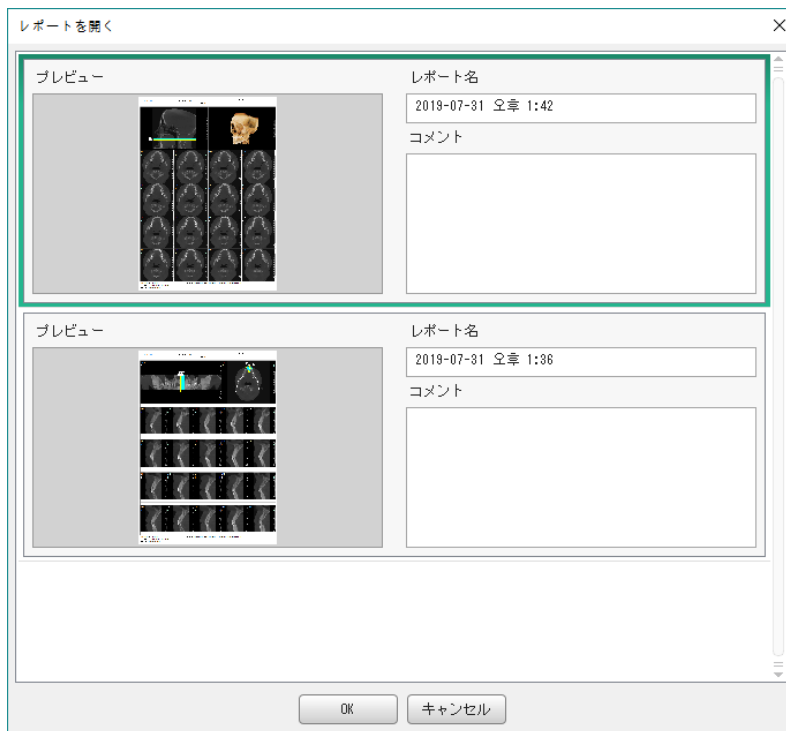 レポートを開く
プレビュー
レポート名
2019-07-31 오후 1:42
コメント
プレビュー
レポート名
2019-07-31 오후 1:36
コメント
OK
キャンセル